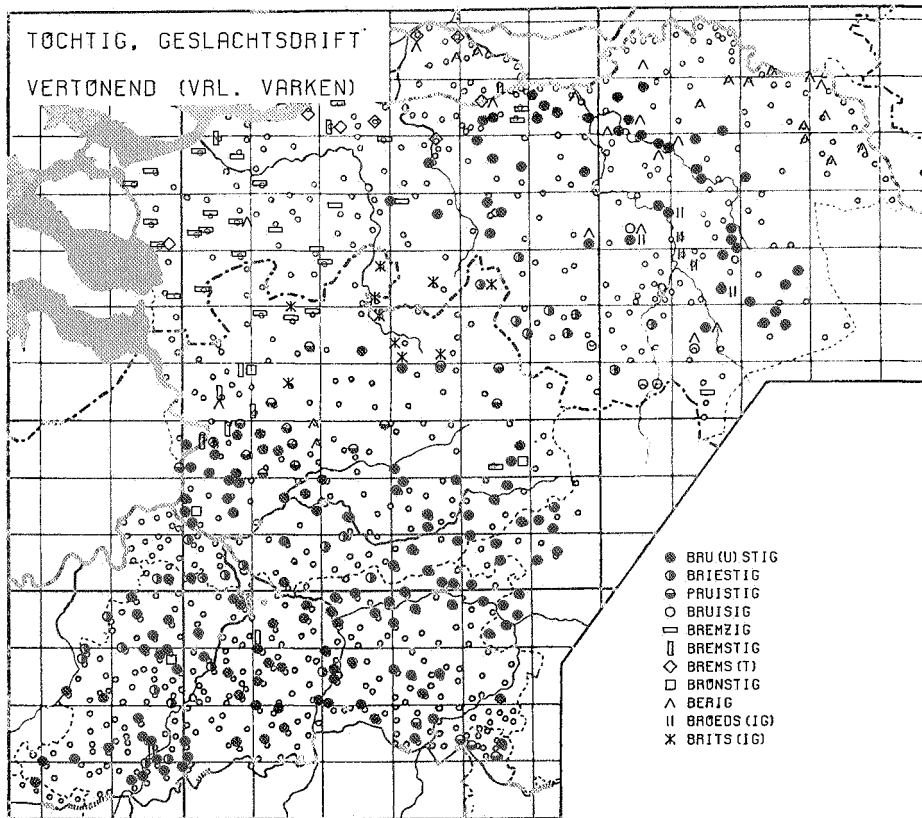 TOCHTIG, GESLACHTSDRIFT
VERTONEND (VRL. VARKEN)
BRU(U)STIG
BRIESTIG
PRUISTIG
BRUISIG
BREMZIG
BREMSTIG
BREMS(T)
BRONSTIG
BERIG
BROEDS(IG)
BRITS(IG)